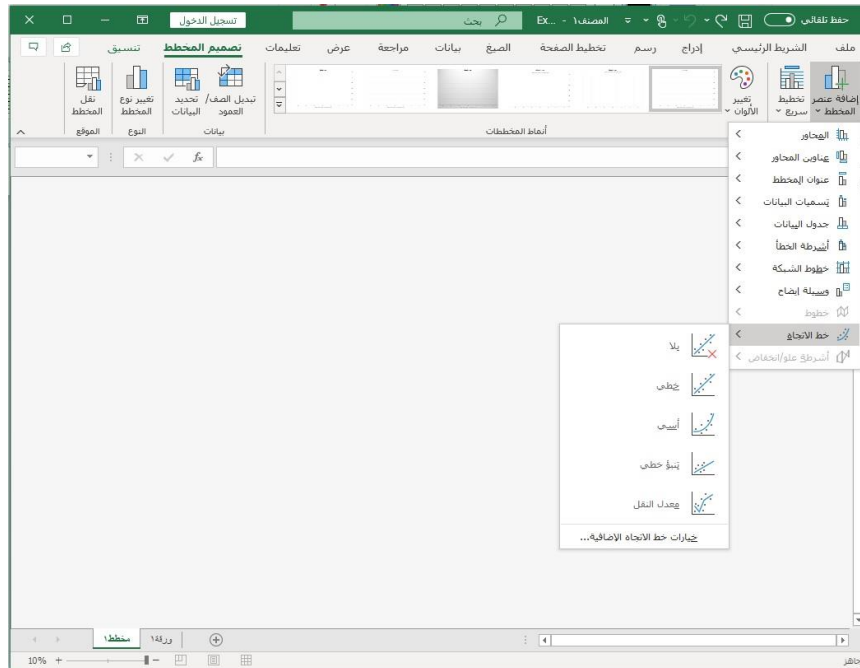 حفظ تلقائي
المصنف١ - Ex...
بحث
تسجيل الدخول
ملف الشريط الرئيسي إدراج رسم تخطيط الصفحة الصيغ بيانات مراجعة عرض تعليمات تصميم المخطط تنسيق
إضافة عنصر المخطط
تخطيط سريع
تغيير الألوان
تبديل الصف/ العمود
تحديد البيانات
تغيير نوع المخطط
نقل المخطط
أنماط المخططات
بيانات
النوع
الموقع
fx
المحاور
عناوين المحاور
عنوان المخطط
تسميات البيانات
جدول البيانات
أشرطة الخطأ
خطوط الشبكة
وسيلة إيضاح
خطوط
خط الاتجاه
أشرطة علو/انخفاض
بلا
خطي
أسي
تنبؤ خطي
معدل النقل
خيارات خط الاتجاه الإضافية...
ورقة١
مخطط١
جاهز
10%